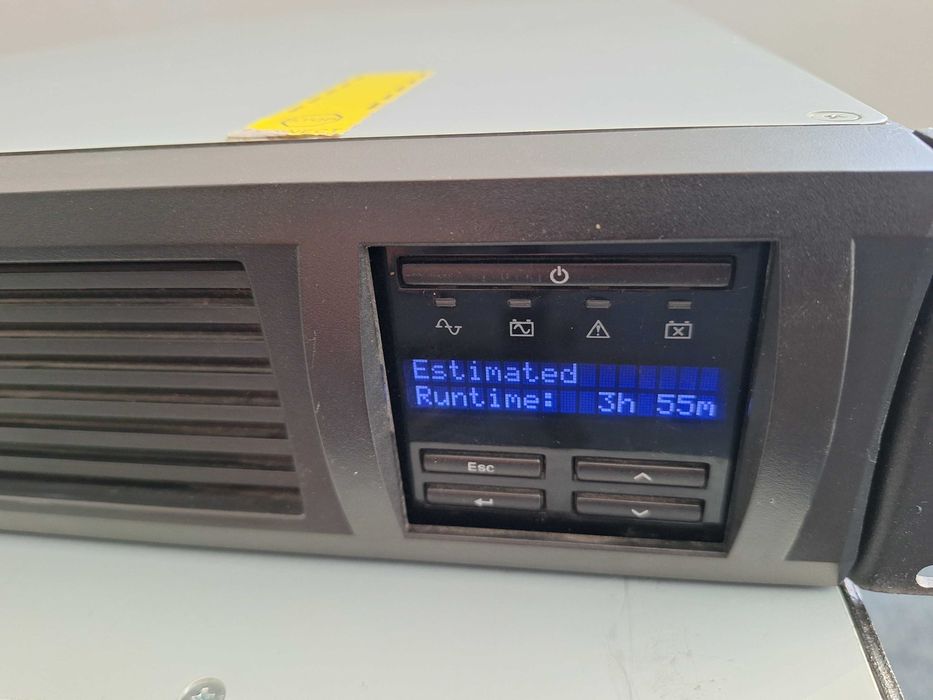 Estimated
Runtime: 3h 55m
Esc